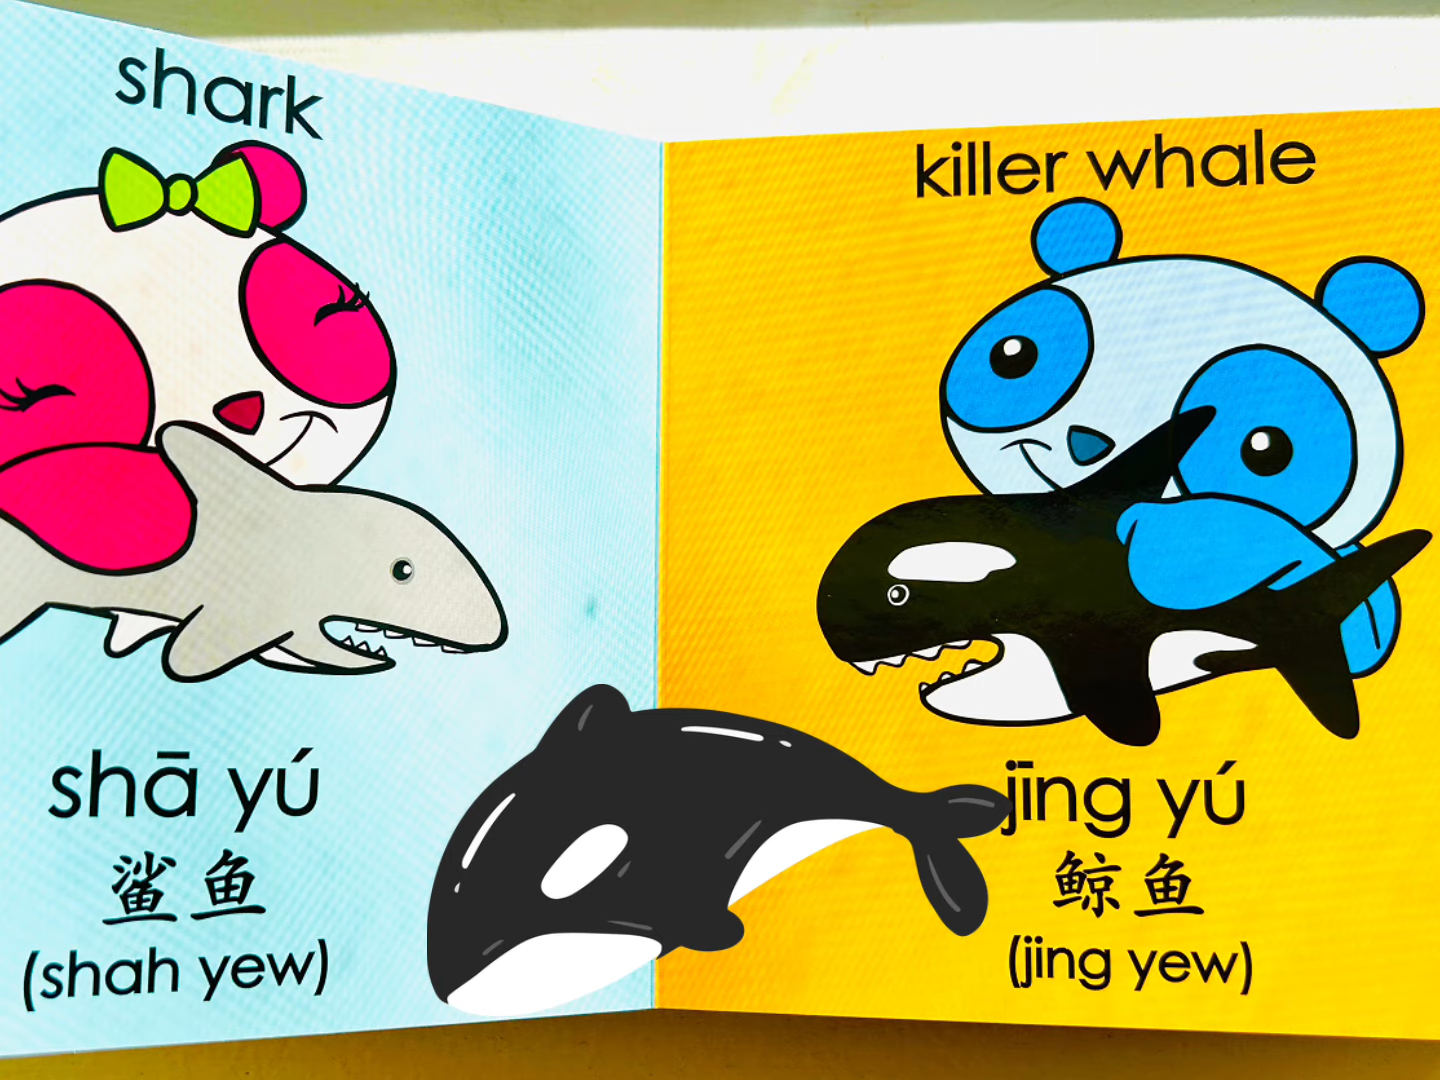 shark
shā yú
鲨鱼
(shah yew)
killer whale
jīng yú
鲸鱼
(jing yew)